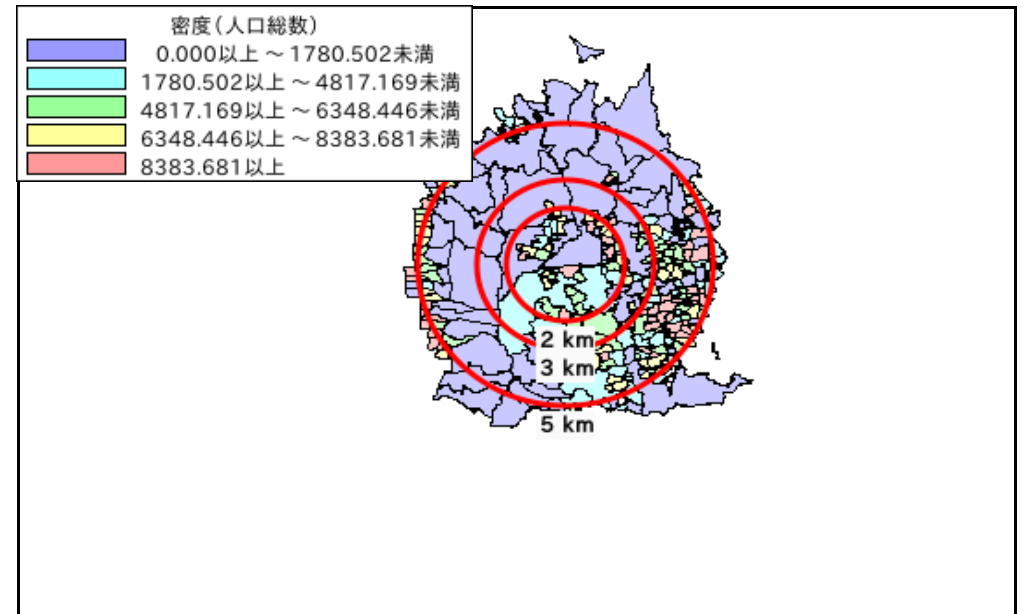 密度(人口総数)
0.000以上 ～ 1780.502未満
1780.502以上 ～ 4817.169未満
4817.169以上 ～ 6348.446未満
6348.446以上 ～ 8383.681未満
8383.681以上
2 km
3 km
5 km